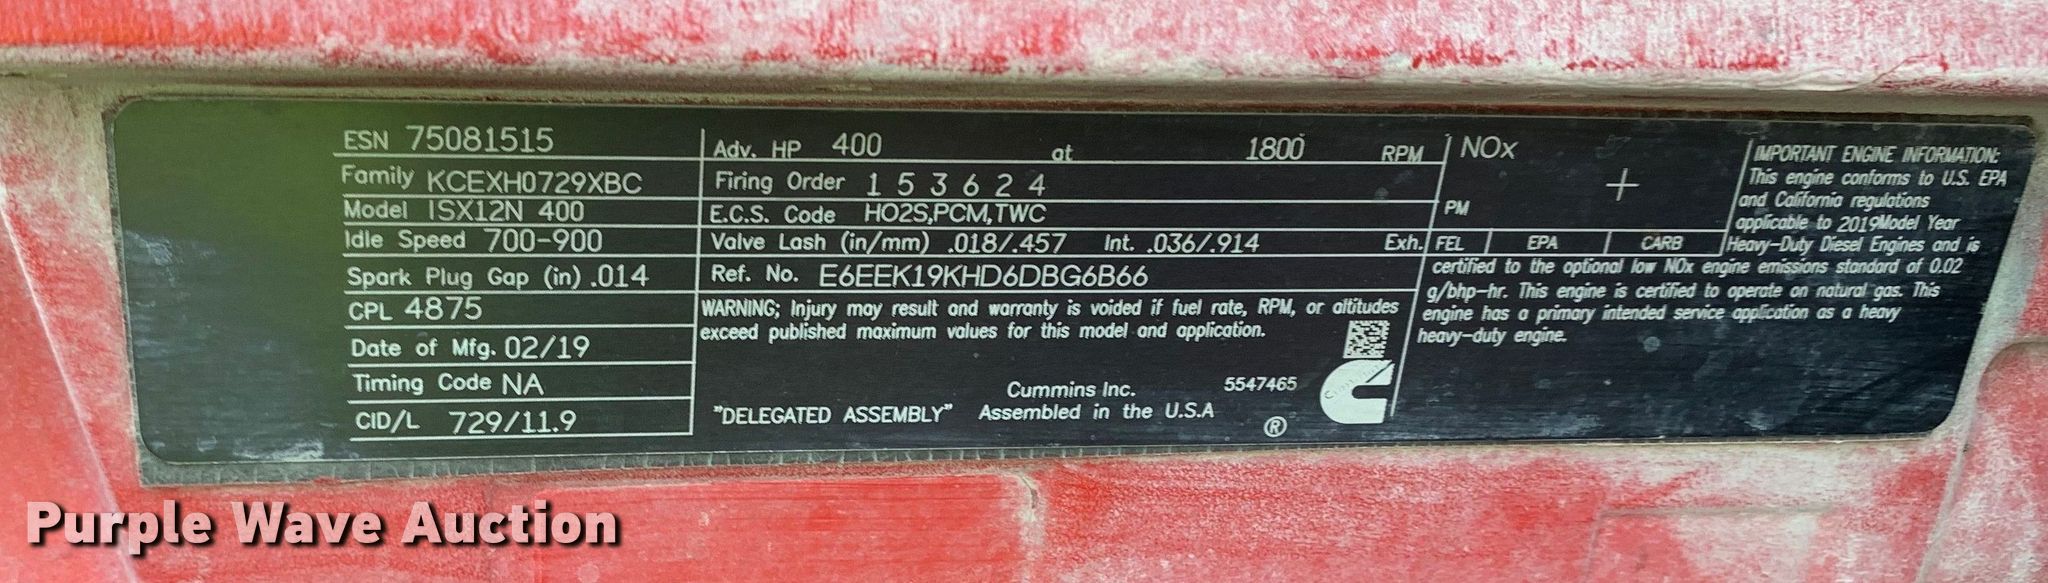 ESN 75081515
Family KCEXH0729XBC
Model ISX12N 400
Idle Speed 700-900
Spark Plug Gap (in) .014
CPL 4875
Date of Mfg. 02/19
Timing Code NA
CID/L 729/11.9
Adv. HP 400 at 1800 RPM
Firing Order 1 5 3 6 2 4
E.C.S. Code HO2S,PCM,TWC
Valve Lash (in/mm) .018/.457 Int. .036/.914 Exh.
Ref. No. E6EEK19KHD6DBG6B66
WARNING; Injury may result and warranty is voided if fuel rate, RPM, or altitudes
exceed published maximum values for this model and application.
Cummins Inc. 5547465
"DELEGATED ASSEMBLY" Assembled in the U.S.A
®
NOx
+
PM
FEL EPA CARB
IMPORTANT ENGINE INFORMATION:
This engine conforms to U.S. EPA
and California regulations
applicable to 2019Model Year
Heavy-Duty Diesel Engines and is
certified to the optional low NOx engine emissions standard of 0.02
g/bhp-hr. This engine is certified to operate on natural gas. This
engine has a primary intended service application as a heavy
heavy-duty engine.
Purple Wave Auction